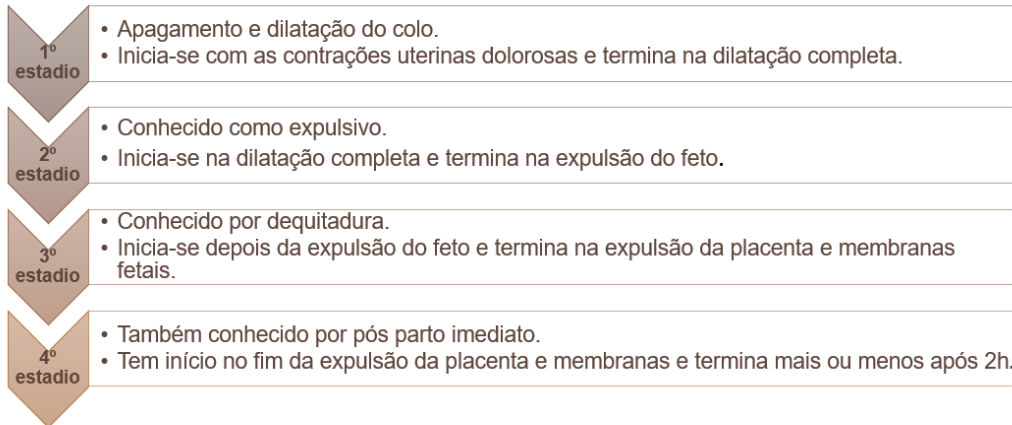 1º
estadio
• Apagamento e dilatação do colo.
• Inicia-se com as contrações uterinas dolorosas e termina na dilatação completa.
2º
estadio
• Conhecido como expulsivo.
• Inicia-se na dilatação completa e termina na expulsão do feto.
3º
estadio
• Conhecido por dequitadura.
• Inicia-se depois da expulsão do feto e termina na expulsão da placenta e membranas
fetais.
4º
estadio
• Também conhecido por pós parto imediato.
• Tem início no fim da expulsão da placenta e membranas e termina mais ou menos após 2h.